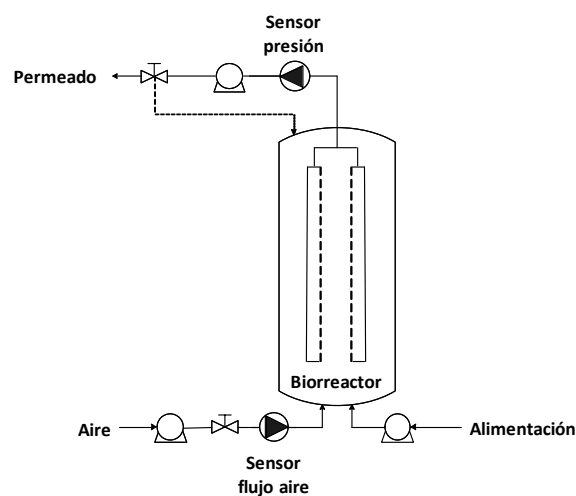 Sensor
presión
Permeado
Biorreactor
Aire
Alimentación
Sensor
flujo aire